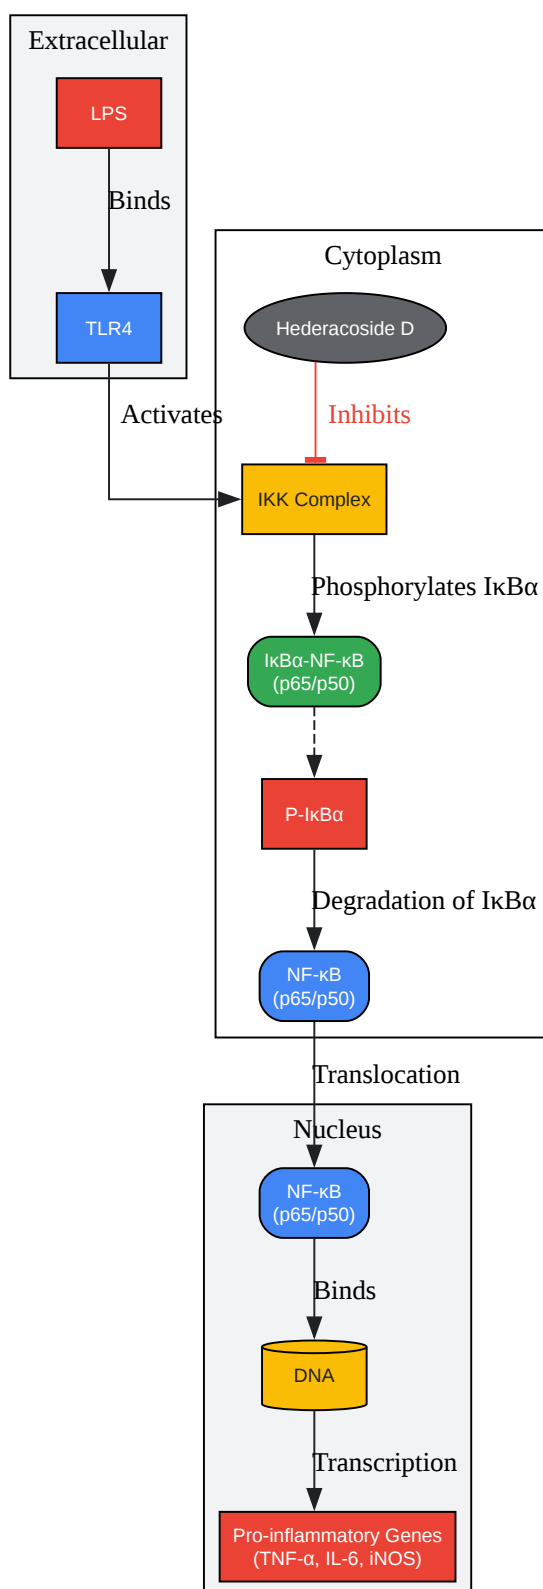 Extracellular
LPS
Binds
TLR4
Activates
Cytoplasm
Hederacoside D
Inhibits
IKK Complex
Phosphorylates IκBα
IκBα-NF-κB
(p65/p50)
P-IκBα
Degradation of IκBα
NF-κB
(p65/p50)
Translocation
Nucleus
NF-κB
(p65/p50)
Binds
DNA
Transcription
Pro-inflammatory Genes
(TNF-α, IL-6, iNOS)